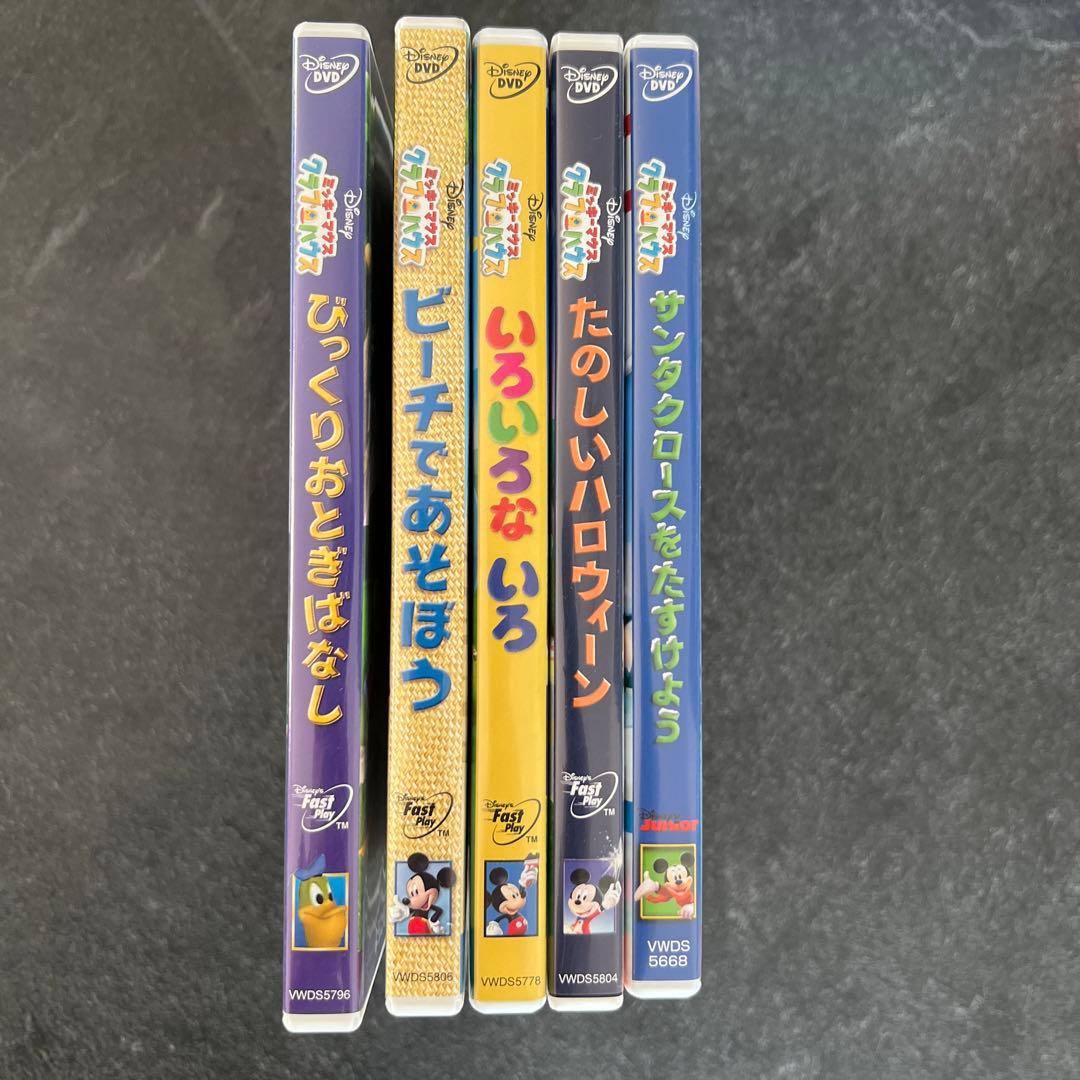 DISNEY DVD
DISNEY
ミッキーマウス
クラブハウス
びっくりおとぎばなし
DISNEY'S
Fast
Play
TM
VWDS5796
DISNEY DVD
DISNEY
ミッキーマウス
クラブハウス
ビーチであそぼう
DISNEY'S
Fast
Play
TM
VWDS5806
DISNEY DVD
DISNEY
ミッキーマウス
クラブハウス
いろいろな いろ
DISNEY'S
Fast
Play
TM
VWDS5778
DISNEY DVD
DISNEY
ミッキーマウス
クラブハウス
たのしいハロウィーン
DISNEY'S
Fast
Play
TM
VWDS5804
DISNEY DVD
DISNEY
ミッキーマウス
クラブハウス
サンタクロースをたすけよう
Disney
Junior
VWDS
5668